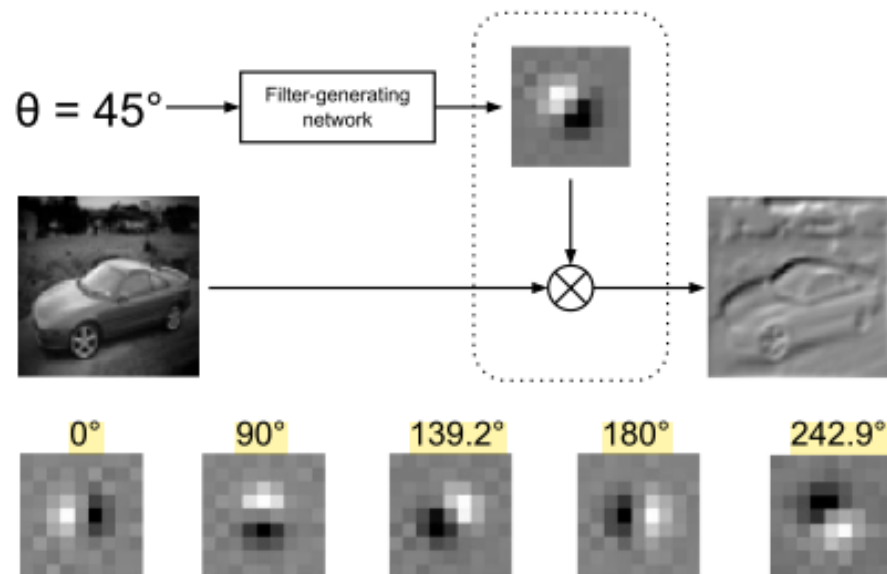 θ = 45°
Filter-generating
network
0° 90° 139.2° 180° 242.9°